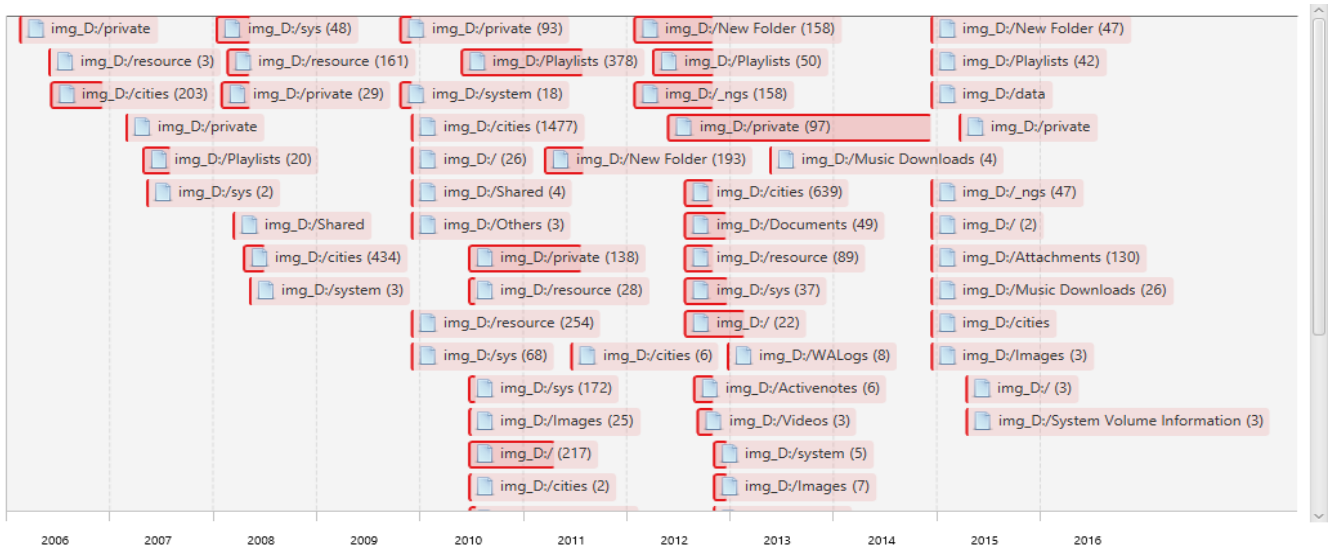 img_D:/private img_D:/sys (48) img_D:/private (93) img_D:/New Folder (158) img_D:/New Folder (47)
img_D:/resource (3) img_D:/resource (161) img_D:/Playlists (378) img_D:/Playlists (50) img_D:/Playlists (42)
img_D:/cities (203) img_D:/private (29) img_D:/system (18) img_D:/_ngs (158) img_D:/data
img_D:/private img_D:/cities (1477) img_D:/private (97) img_D:/private
img_D:/Playlists (20) img_D:/ (26) img_D:/New Folder (193) img_D:/Music Downloads (4)
img_D:/sys (2) img_D:/Shared (4) img_D:/cities (639) img_D:/_ngs (47)
img_D:/Shared img_D:/Others (3) img_D:/Documents (49) img_D:/ (2)
img_D:/cities (434) img_D:/private (138) img_D:/resource (89) img_D:/Attachments (130)
img_D:/system (3) img_D:/resource (28) img_D:/sys (37) img_D:/Music Downloads (26)
img_D:/resource (254) img_D:/ (22) img_D:/cities
img_D:/sys (68) img_D:/cities (6) img_D:/WALogs (8) img_D:/Images (3)
img_D:/sys (172) img_D:/Activenotes (6) img_D:/ (3)
img_D:/Images (25) img_D:/Videos (3) img_D:/System Volume Information (3)
img_D:/ (217) img_D:/system (5)
img_D:/cities (2) img_D:/Images (7)
2006 2007 2008 2009 2010 2011 2012 2013 2014 2015 2016